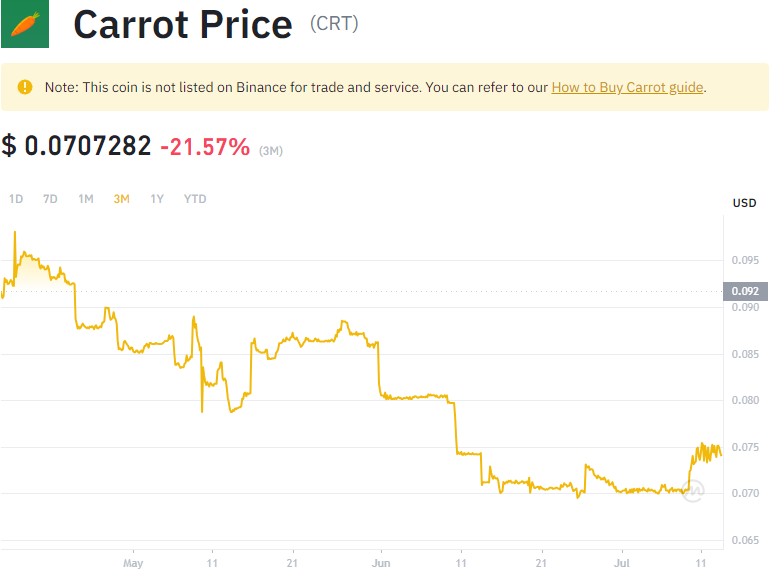 Carrot Price (CRT)
Note: This coin is not listed on Binance for trade and service. You can refer to our How to Buy Carrot guide.
$ 0.0707282 -21.57% (3M)
1D 7D 1M 3M 1Y YTD
USD
0.095
0.092
0.090
0.085
0.080
0.075
0.070
0.065
May 11 21 Jun 11 21 Jul 11